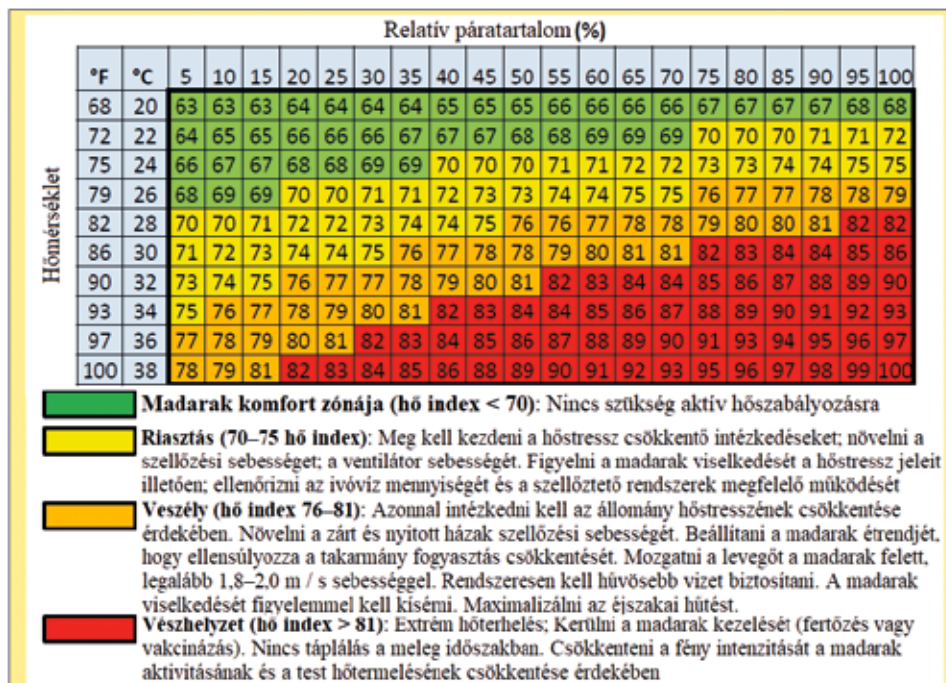 Relatív páratartalom (%)
°F °C 5 10 15 20 25 30 35 40 45 50 55 60 65 70 75 80 85 90 95 100
68 20 63 63 63 64 64 64 64 65 65 65 66 66 66 66 67 67 67 67 68 68
72 22 64 65 65 66 66 66 67 67 67 68 68 69 69 69 70 70 70 71 71 72
75 24 66 67 67 68 68 69 69 70 70 70 71 71 72 72 73 73 74 74 75 75
79 26 68 69 69 70 70 71 71 72 73 73 74 74 75 75 76 77 77 78 78 79
82 28 70 70 71 72 72 73 74 74 75 76 76 77 78 78 79 80 80 81 82 82
86 30 71 72 73 74 74 75 76 77 78 78 79 80 81 81 82 83 84 84 85 86
90 32 73 74 75 76 77 77 78 79 80 81 82 83 84 84 85 86 87 88 89 90
93 34 75 76 77 78 79 80 81 82 83 84 84 85 86 87 88 89 90 91 92 93
97 36 77 78 79 80 81 82 83 84 85 86 87 88 89 90 91 93 94 95 96 97
100 38 78 79 81 82 83 84 85 86 88 89 90 91 92 93 95 96 97 98 99 100
Hőmérséklet
Madarak komfort zónája (hő index < 70): Nincs szükség aktív hőszabályozásra
Riasztás (70–75 hő index): Meg kell kezdeni a hőstressz csökkentő intézkedéseket; növelni a
szellőzési sebességet; a ventilátor sebességét. Figyelni a madarak viselkedését a hőstressz jeleit
illetően; ellenőrizni az ivóvíz mennyiségét és a szellőztető rendszerek megfelelő működését
Veszély (hő index 76–81): Azonnal intézkedni kell az állomány hőstresszének csökkentése
érdekében. Növelni a zárt és nyitott házak szellőzési sebességét. Beállítani a madarak étrendjét,
hogy ellensúlyozza a takarmány fogyasztás csökkentését. Mozgatni a levegőt a madarak felett,
legalább 1,8–2,0 m / s sebességgel. Rendszeresen kell hűvösebb vizet biztosítani. A madarak
viselkedését figyelemmel kell kísérni. Maximalizálni az éjszakai hűtést.
Vészhelyzet (hő index > 81): Extrém hőterhelés; Kerülni a madarak kezelését (fertőzés vagy
vakcinázás). Nincs táplálás a meleg időszakban. Csökkenteni a fény intenzitását a madarak
aktivitásának és a test hőtermelésének csökkentése érdekében